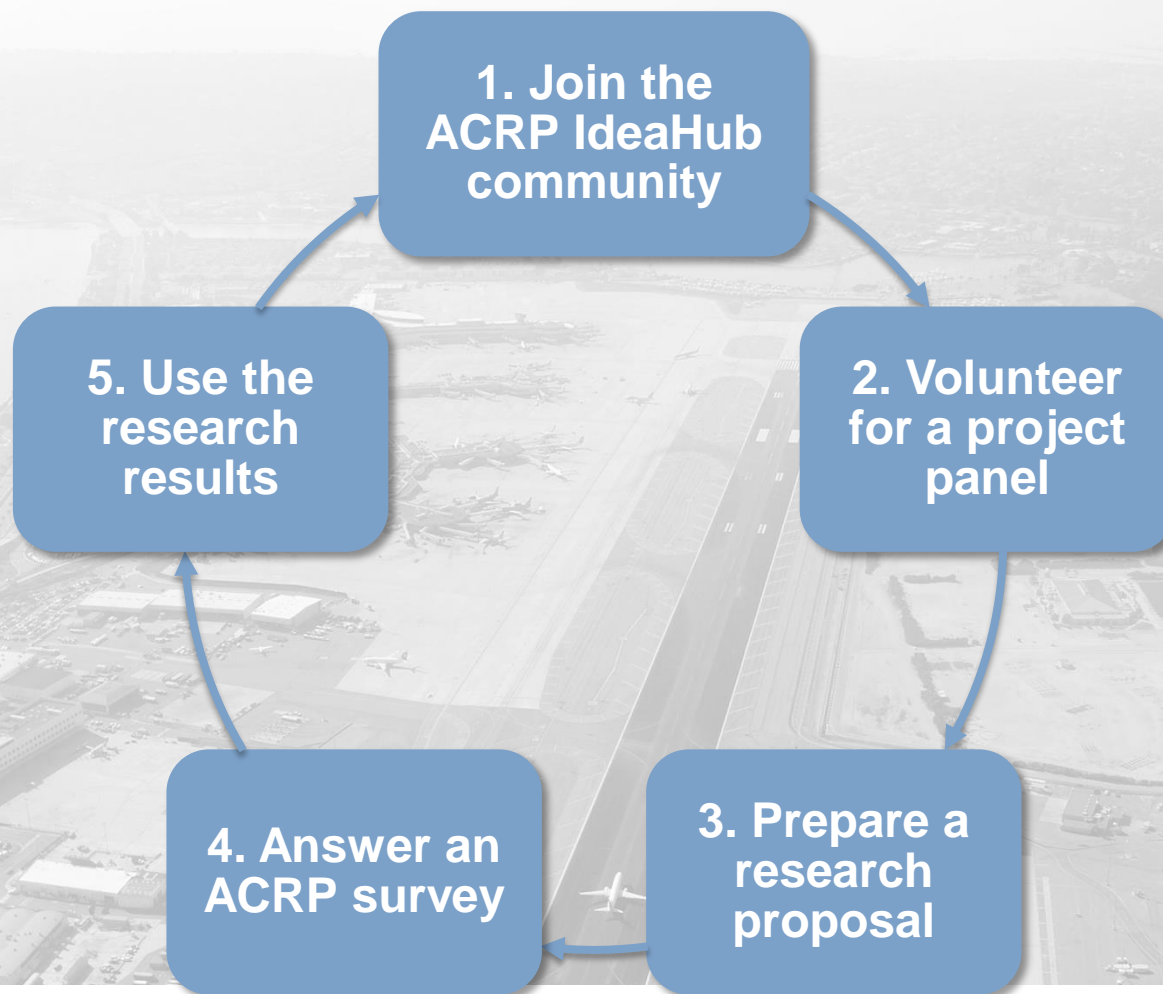 1. Join the
ACRP IdeaHub
community
2. Volunteer
for a project
panel
3. Prepare a
research
proposal
4. Answer an
ACRP survey
5. Use the
research
results